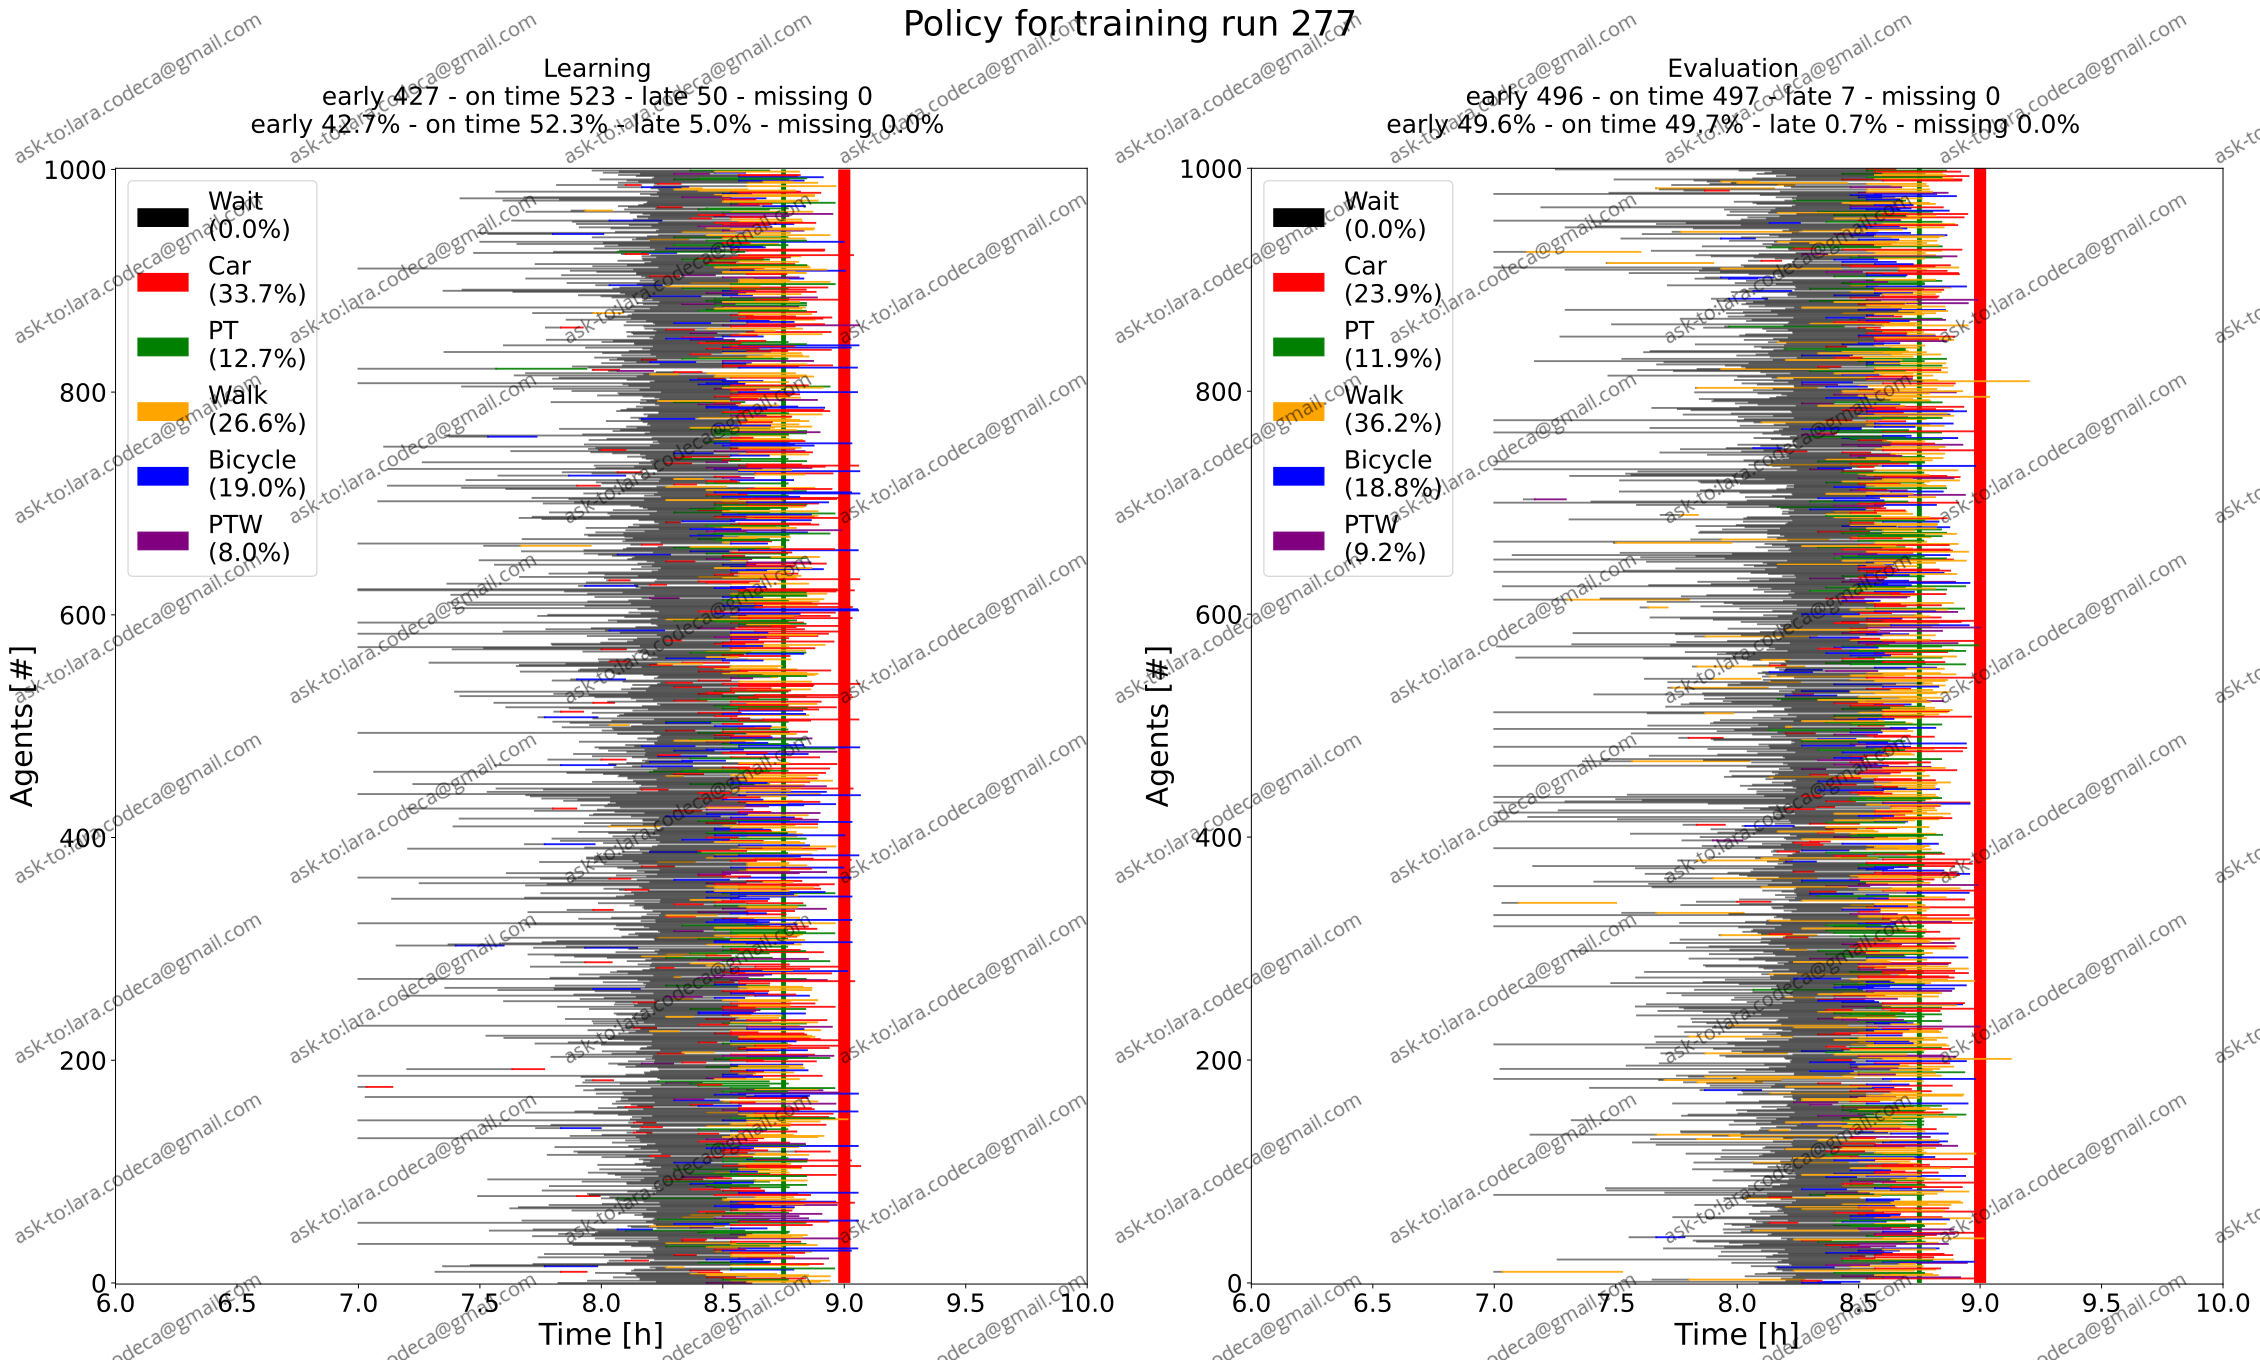 Policy for training run 277
Learning
early 427 - on time 523 - late 50 - missing 0
early 42.7% - on time 52.3% - late 5.0% - missing 0.0%
1000
800
600
400
200
0
Agents [#]
Wait
(0.0%)
Car
(33.7%)
PT
(12.7%)
Walk
(26.6%)
Bicycle
(19.0%)
PTW
(8.0%)
6.0 6.5 7.0 7.5 8.0 8.5 9.0 9.5 10.0
Time [h]
Evaluation
early 496 - on time 497 - late 7 - missing 0
early 49.6% - on time 49.7% - late 0.7% - missing 0.0%
1000
800
600
400
200
0
Agents [#]
Wait
(0.0%)
Car
(23.9%)
PT
(11.9%)
Walk
(36.2%)
Bicycle
(18.8%)
PTW
(9.2%)
6.0 6.5 7.0 7.5 8.0 8.5 9.0 9.5 10.0
Time [h]
ask-to:lara.codeca@gmail.com